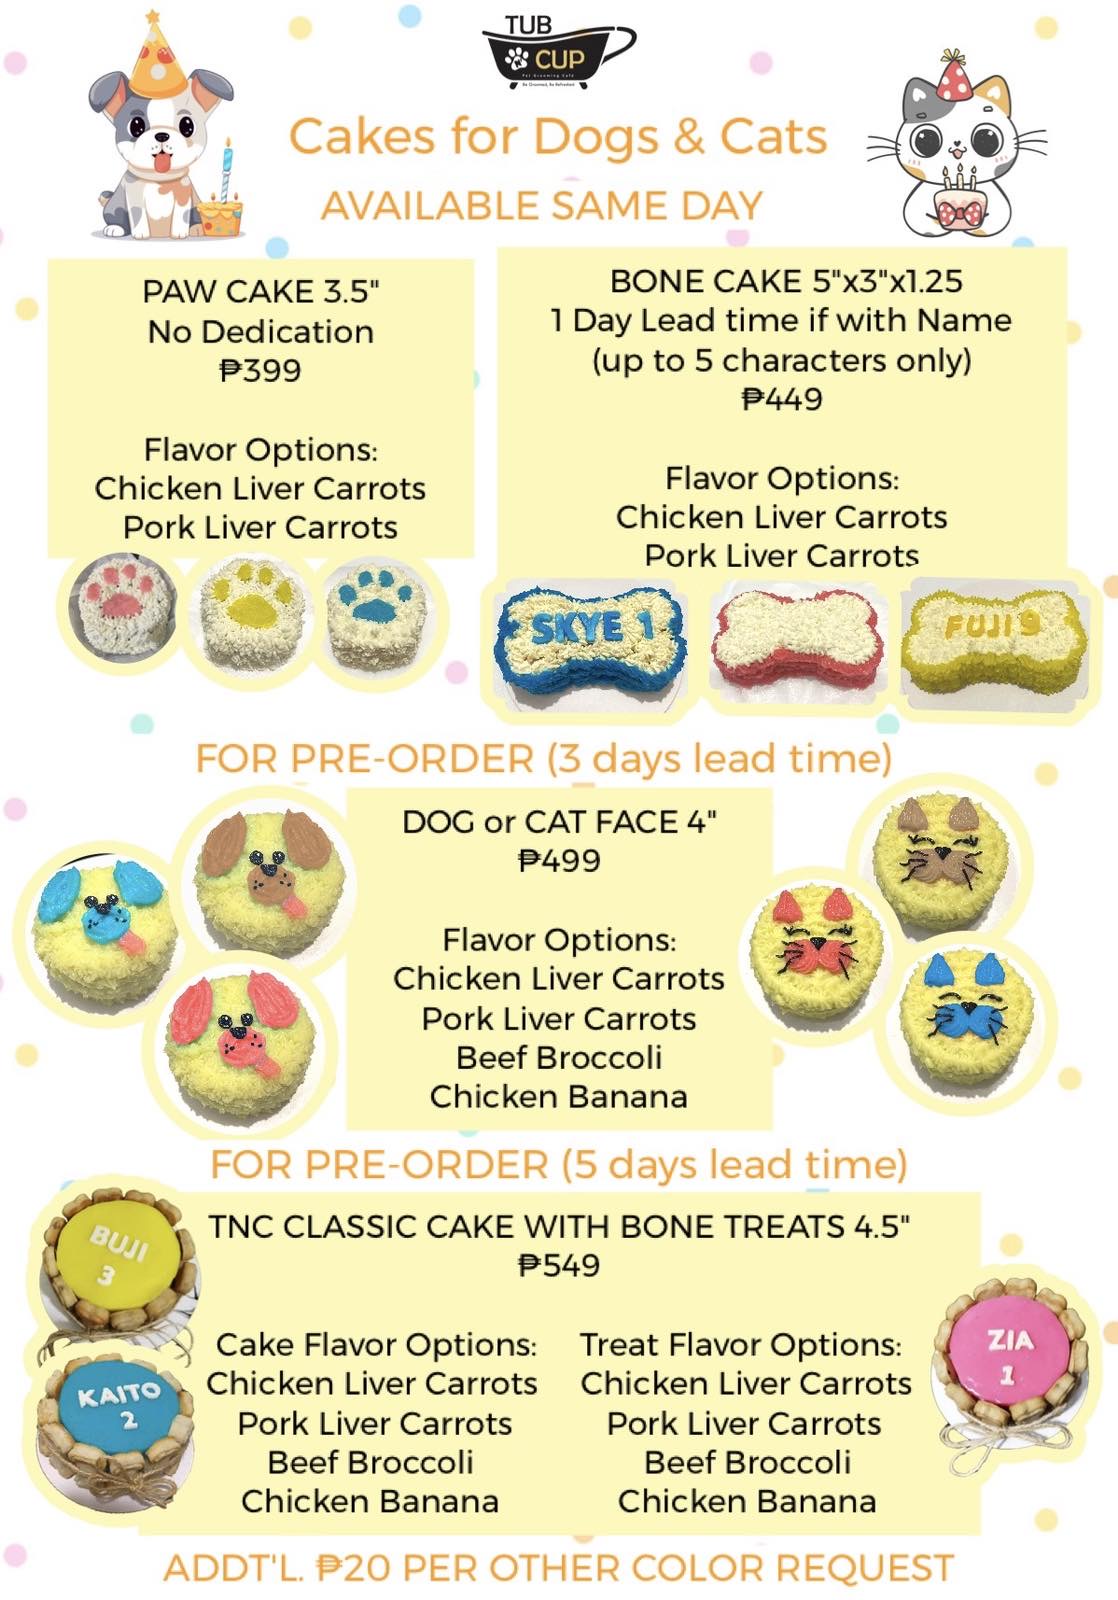 TUB
CUP
Pet Grooming Café
Be Groomed, Be Refreshed
Cakes for Dogs & Cats
AVAILABLE SAME DAY
PAW CAKE 3.5"
No Dedication
₱399
Flavor Options:
Chicken Liver Carrots
Pork Liver Carrots
BONE CAKE 5"x3"x1.25
1 Day Lead time if with Name
(up to 5 characters only)
₱449
Flavor Options:
Chicken Liver Carrots
Pork Liver Carrots
SKYE 1
FUJI 9
FOR PRE-ORDER (3 days lead time)
DOG or CAT FACE 4"
₱499
Flavor Options:
Chicken Liver Carrots
Pork Liver Carrots
Beef Broccoli
Chicken Banana
FOR PRE-ORDER (5 days lead time)
BUJI
3
KAITO
2
TNC CLASSIC CAKE WITH BONE TREATS 4.5"
₱549
Cake Flavor Options:
Chicken Liver Carrots
Pork Liver Carrots
Beef Broccoli
Chicken Banana
Treat Flavor Options:
Chicken Liver Carrots
Pork Liver Carrots
Beef Broccoli
Chicken Banana
ZIA
1
ADDT'L. ₱20 PER OTHER COLOR REQUEST